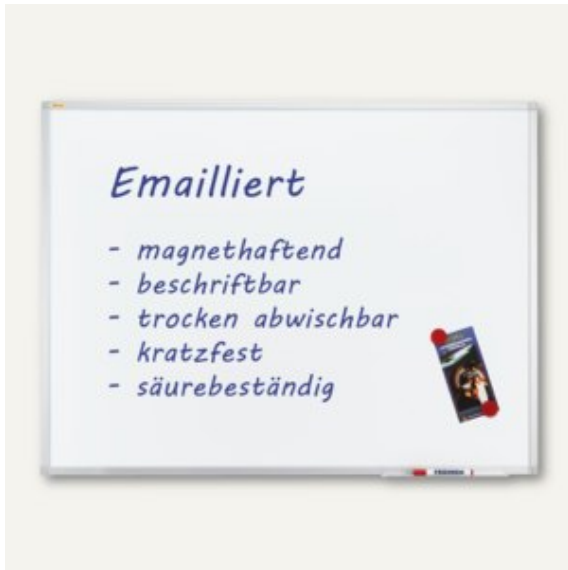 Emailliert
- magnethaftend
- beschriftbar
- trocken abwischbar
- kratzfest
- säurebeständig